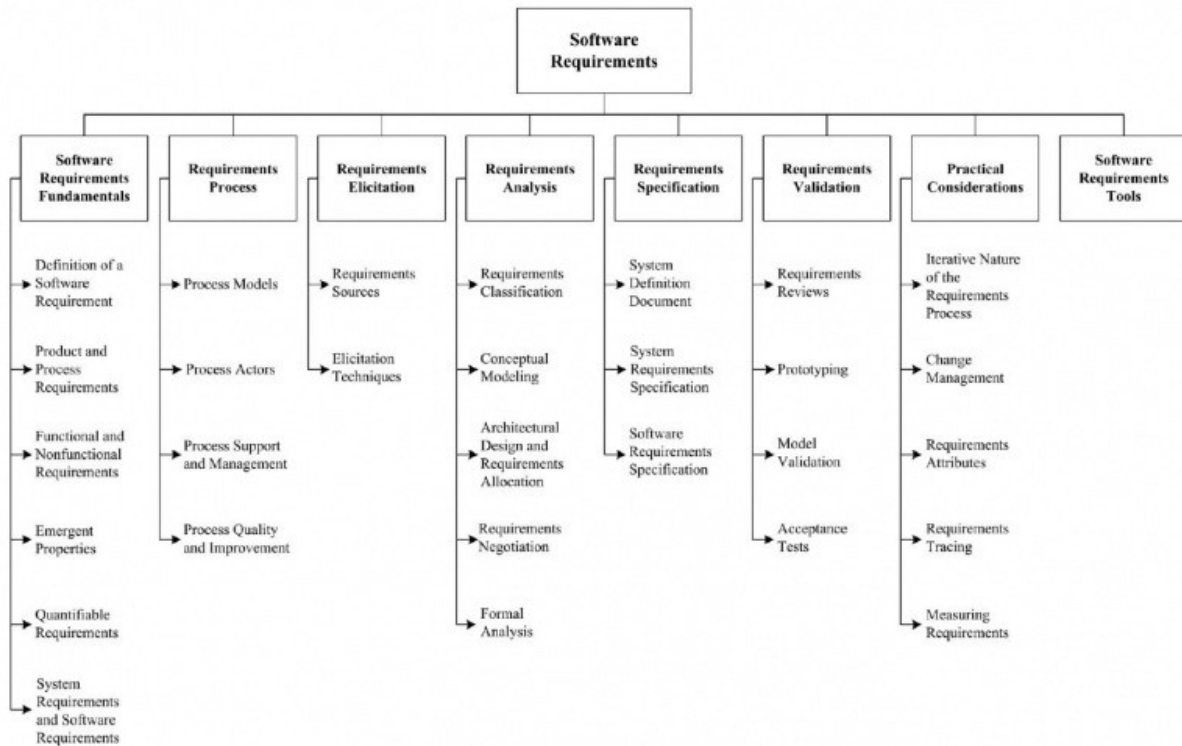 Software
Requirements
Software
Requirements
Fundamentals
Requirements
Process
Requirements
Elicitation
Requirements
Analysis
Requirements
Specification
Requirements
Validation
Practical
Considerations
Software
Requirements
Tools
Definition of a
Software
Requirement
Product and
Process
Requirements
Functional and
Nonfunctional
Requirements
Emergent
Properties
Quantifiable
Requirements
System
Requirements
and Software
Requirements
Process Models
Process Actors
Process Support
and Management
Process Quality
and Improvement
Requirements
Sources
Elicitation
Techniques
Requirements
Classification
Conceptual
Modeling
Architectural
Design and
Requirements
Allocation
Requirements
Negotiation
Formal
Analysis
System
Definition
Document
System
Requirements
Specification
Software
Requirements
Specification
Requirements
Reviews
Prototyping
Model
Validation
Acceptance
Tests
Iterative Nature
of the
Requirements
Process
Change
Management
Requirements
Attributes
Requirements
Tracing
Measuring
Requirements